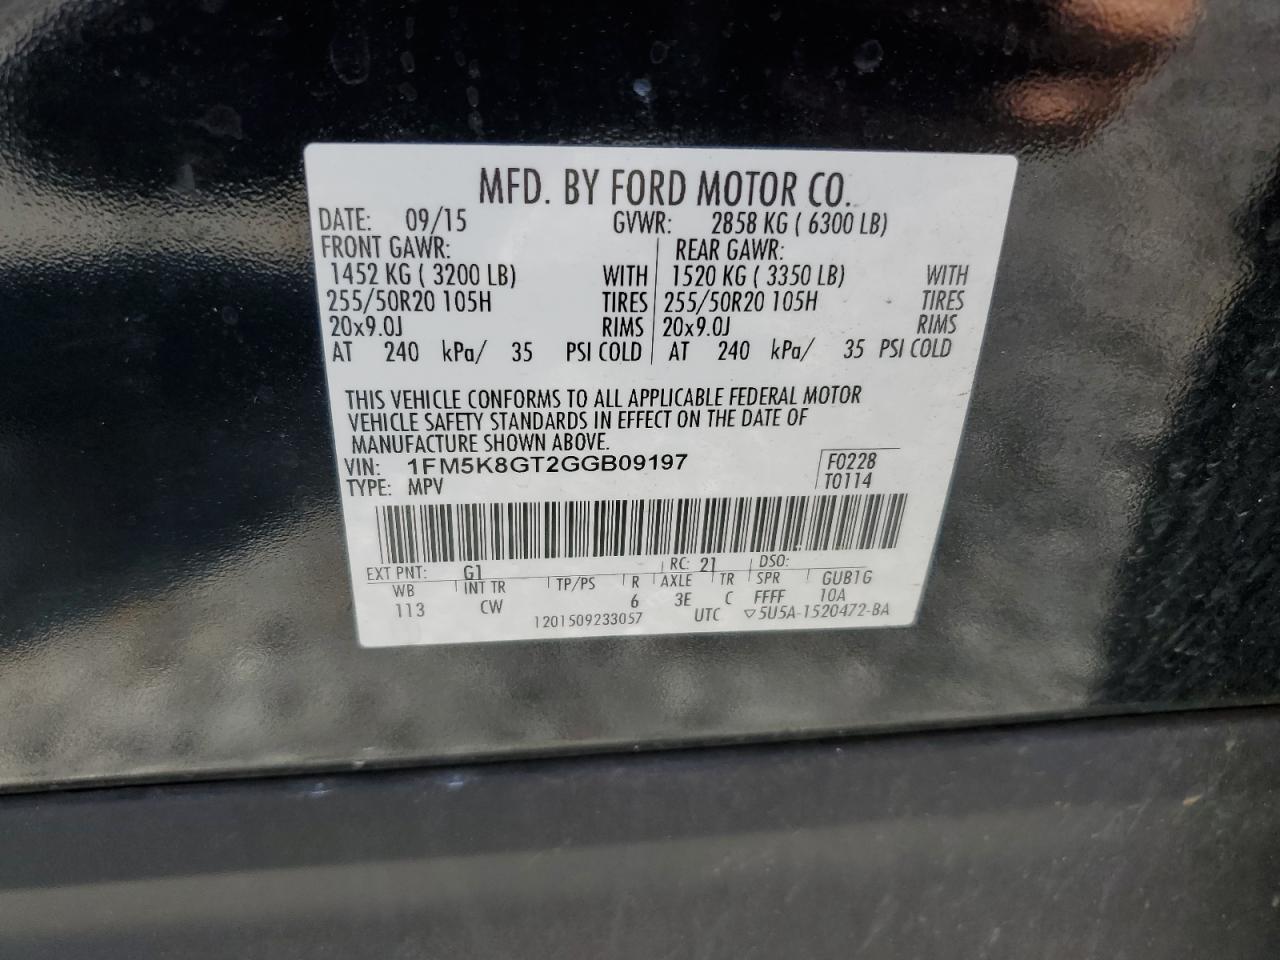 MFD. BY FORD MOTOR CO.
DATE: 09/15 GVWR: 2858 KG ( 6300 LB)
FRONT GAWR: REAR GAWR:
1452 KG ( 3200 LB) WITH 1520 KG ( 3350 LB) WITH
255/50R20 105H TIRES 255/50R20 105H TIRES
20x9.0J RIMS 20x9.0J RIMS
AT 240 kPa/ 35 PSI COLD AT 240 kPa/ 35 PSI COLD
THIS VEHICLE CONFORMS TO ALL APPLICABLE FEDERAL MOTOR
VEHICLE SAFETY STANDARDS IN EFFECT ON THE DATE OF
MANUFACTURE SHOWN ABOVE.
VIN: 1FM5K8GT2GGB09197 F0228
TYPE: MPV T0114
EXT PNT: G1 RC: 21 DSO:
WB INT TR TP/PS R AXLE TR SPR GUB1G
113 CW 6 3E C FFFF 10A
1201509233057 UTC ▽5U5A-1520472-BA